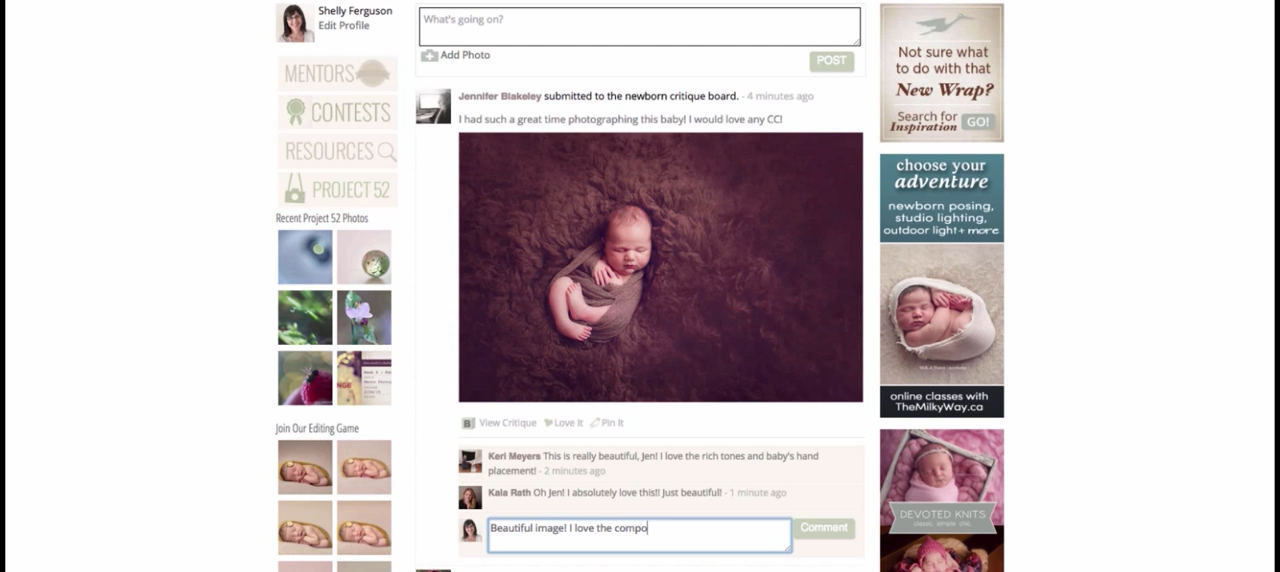 Shelly Ferguson
Edit Profile
MENTORS
CONTESTS
RESOURCES
PROJECT 52
Recent Project 52 Photos
Join Our Editing Game
What's going on?
Add Photo
POST
Jennifer Blakeley submitted to the newborn critique board. - 4 minutes ago
I had such a great time photographing this baby! I would love any CC!
View Critique Love It Pin It
Keri Meyers This is really beautiful, Jen! I love the rich tones and baby's hand
placement! - 2 minutes ago
Kala Rath Oh Jen! I absolutely love this!! Just beautiful! - 1 minute ago
Beautiful image! I love the compo
Comment
Not sure what
to do with that
New Wrap?
Search for
Inspiration GO!
choose your
adventure
newborn posing,
studio lighting,
outdoor light + more
online classes with
TheMilkyWay.ca
DEVOTED KNITS
classic. simple. chic.